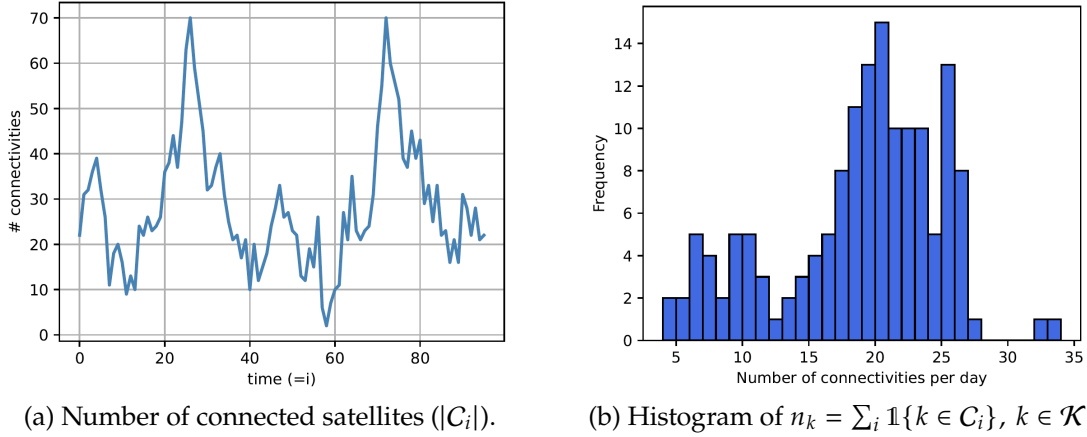 70
60
50
40
30
20
10
0
# connectivities
0 20 40 60 80
time (=i)
(a) Number of connected satellites (|𝒞ᵢ|).
14
12
10
8
6
4
2
0
Frequency
5 10 15 20 25 30 35
Number of connectivities per day
(b) Histogram of nₖ = ∑ᵢ 𝟙{k ∈ 𝒞ᵢ}, k ∈ 𝒦